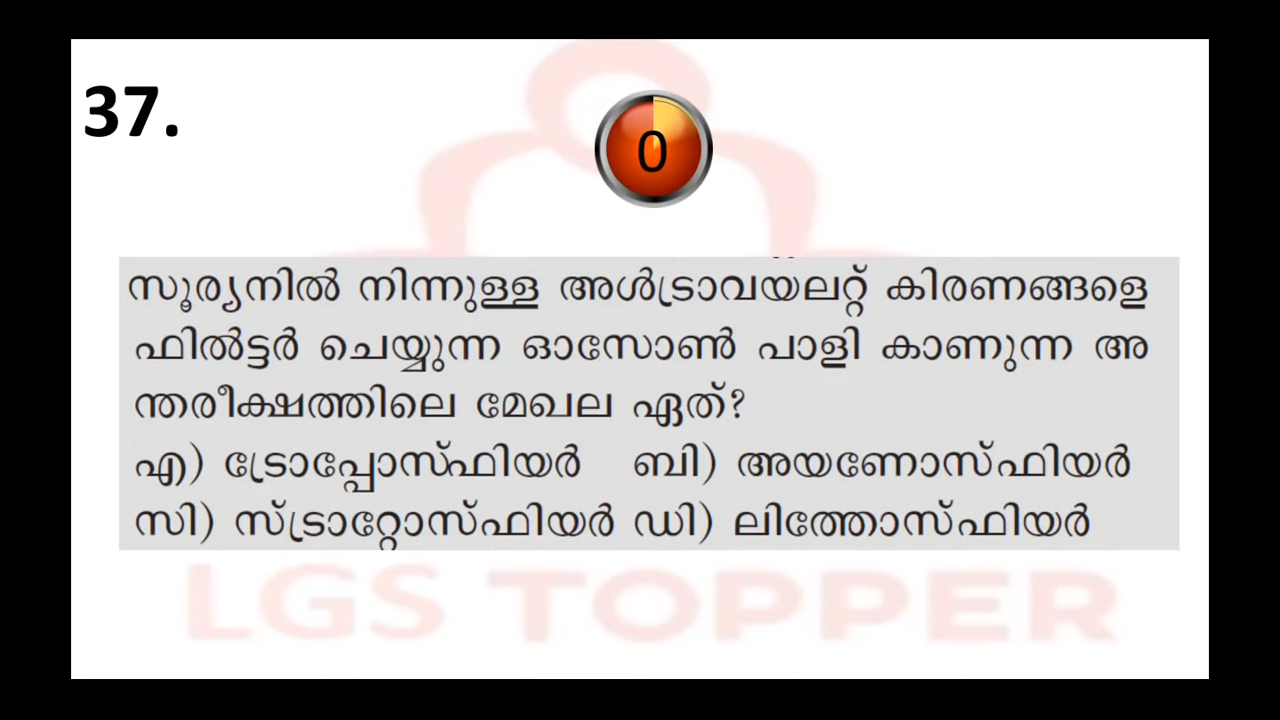 37.
0
സൂര്യനിൽ നിന്നുള്ള അൾട്രാവയലറ്റ് കിരണങ്ങളെ
ഫിൽട്ടർ ചെയ്യുന്ന ഓസോൺ പാളി കാണുന്ന അ
ന്തരീക്ഷത്തിലെ മേഖല ഏത്?
എ) ട്രോപ്പോസ്ഫിയർ ബി) അയണോസ്ഫിയർ
സി) സ്ട്രാറ്റോസ്ഫിയർ ഡി) ലിത്തോസ്ഫിയർ
LGS TOPPER